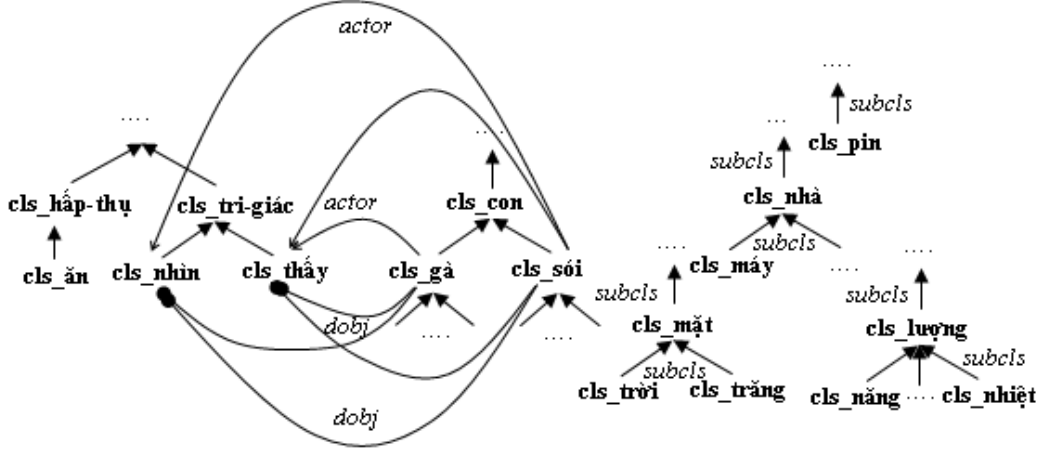 actor
....
subcls
....
...
cls_pin
....
subcls
cls_hấp-thụ
cls_tri-giác
actor
cls_con
cls_nhà
....
subcls
....
cls_ăn
cls_nhìn
cls_thấy
cls_gà
cls_sói
cls_máy
....
subcls
subcls
dobj
....
....
cls_mặt
cls_lượng
subcls
subcls
cls_trời
cls_trăng
cls_năng
....
cls_nhiệt
dobj